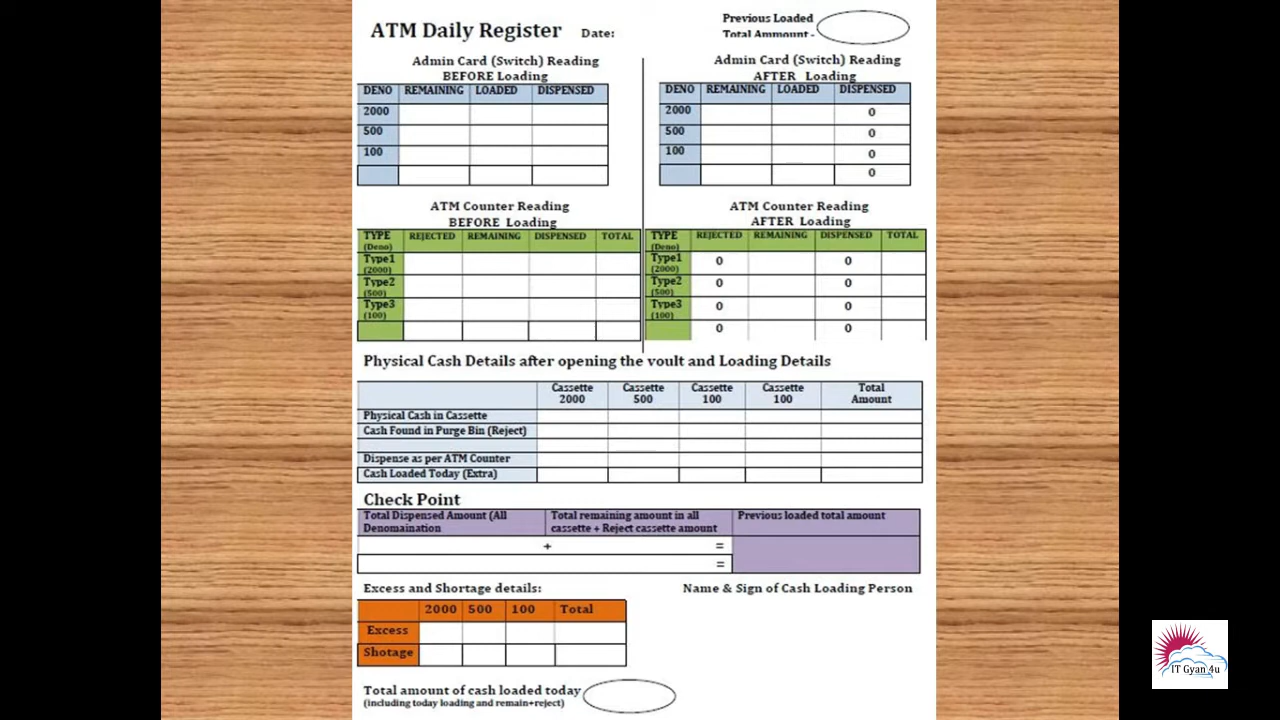 ATM Daily Register Date:
Previous Loaded
Total Ammount -
Admin Card (Switch) Reading
BEFORE Loading
DENO REMAINING LOADED DISPENSED
2000
500
100
Admin Card (Switch) Reading
AFTER Loading
DENO REMAINING LOADED DISPENSED
2000 0
500 0
100 0
0
ATM Counter Reading
BEFORE Loading
TYPE REJECTED REMAINING DISPENSED TOTAL
(Deno)
Type1
(2000)
Type2
(500)
Type3
(100)
ATM Counter Reading
AFTER Loading
TYPE REJECTED REMAINING DISPENSED TOTAL
(Deno)
Type1 0 0
(2000)
Type2 0 0
(500)
Type3 0 0
(100)
0 0
Physical Cash Details after opening the voult and Loading Details
Cassette Cassette Cassette Cassette Total
2000 500 100 100 Amount
Physical Cash in Cassette
Cash Found in Purge Bin (Reject)
Dispense as per ATM Counter
Cash Loaded Today (Extra)
Check Point
Total Dispensed Amount (All Total remaining amount in all Previous loaded total amount
Denomaination cassette + Reject cassette amount
+ =
=
Excess and Shortage details: Name & Sign of Cash Loading Person
2000 500 100 Total
Excess
Shotage
Total amount of cash loaded today
(including today loading and remain+reject)
IT Gyan 4u